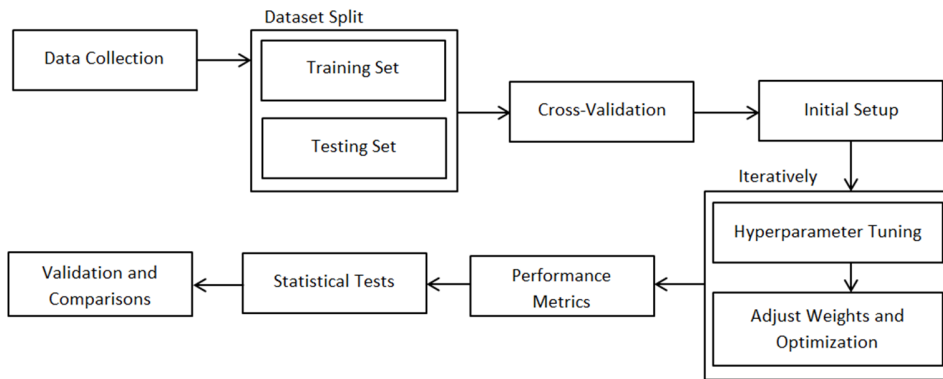 Dataset Split
Data Collection
Training Set
Testing Set
Cross-Validation
Initial Setup
Iteratively
Hyperparameter Tuning
Adjust Weights and
Optimization
Performance
Metrics
Statistical Tests
Validation and
Comparisons